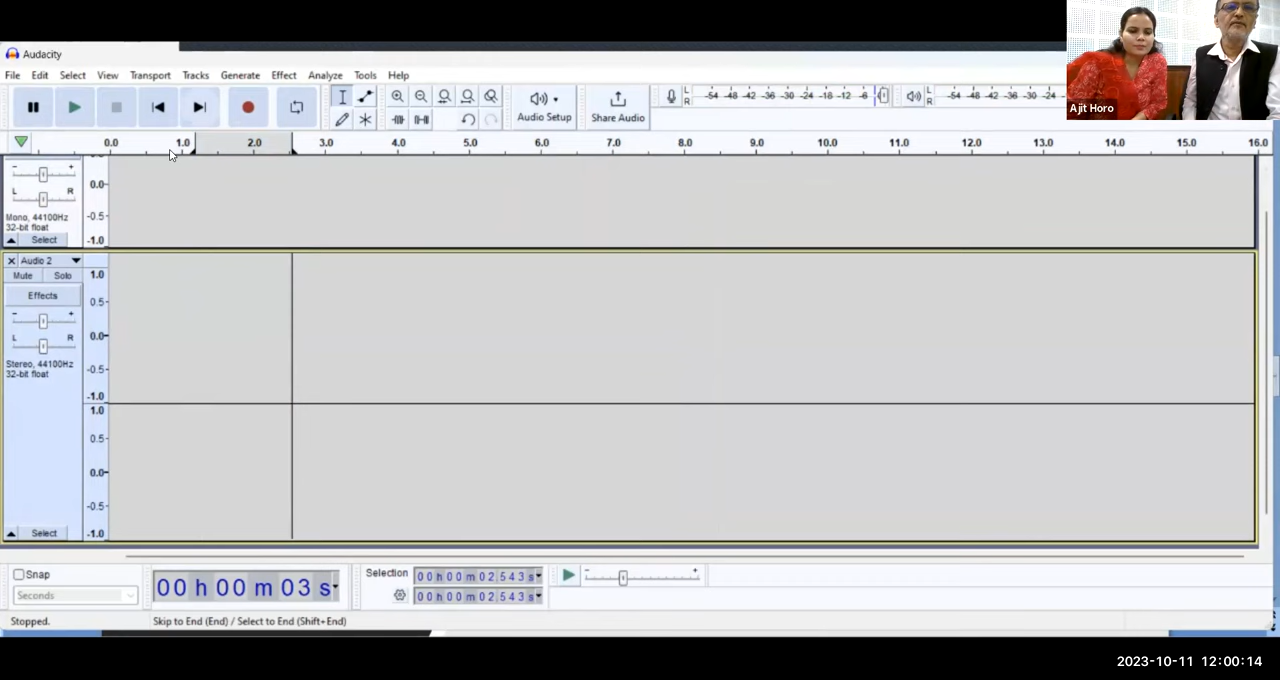 Audacity
File Edit Select View Transport Tracks Generate Effect Analyze Tools Help
L R -54 -48 -42 -36 -30 -24 -18 -12 -6
L R -54 -48 -42 -36 -30 -24
Audio Setup
Share Audio
Ajit Horo
0.0 1.0 2.0 3.0 4.0 5.0 6.0 7.0 8.0 9.0 10.0 11.0 12.0 13.0 14.0 15.0 16.0
- +
0.0
L R
Mono, 44100Hz
-0.5
32-bit float
Select
-1.0
Audio 2
Mute Solo
1.0
Effects
0.5
- +
0.0
L R
Stereo, 44100Hz
-0.5
32-bit float
-1.0
1.0
0.5
0.0
-0.5
Select
-1.0
Snap
Seconds
00 h 00 m 03 s
Selection
00 h 00 m 02.543 s
00 h 00 m 02.543 s
- +
Stopped.
Skip to End (End) / Select to End (Shift+End)
2023-10-11 12:00:14